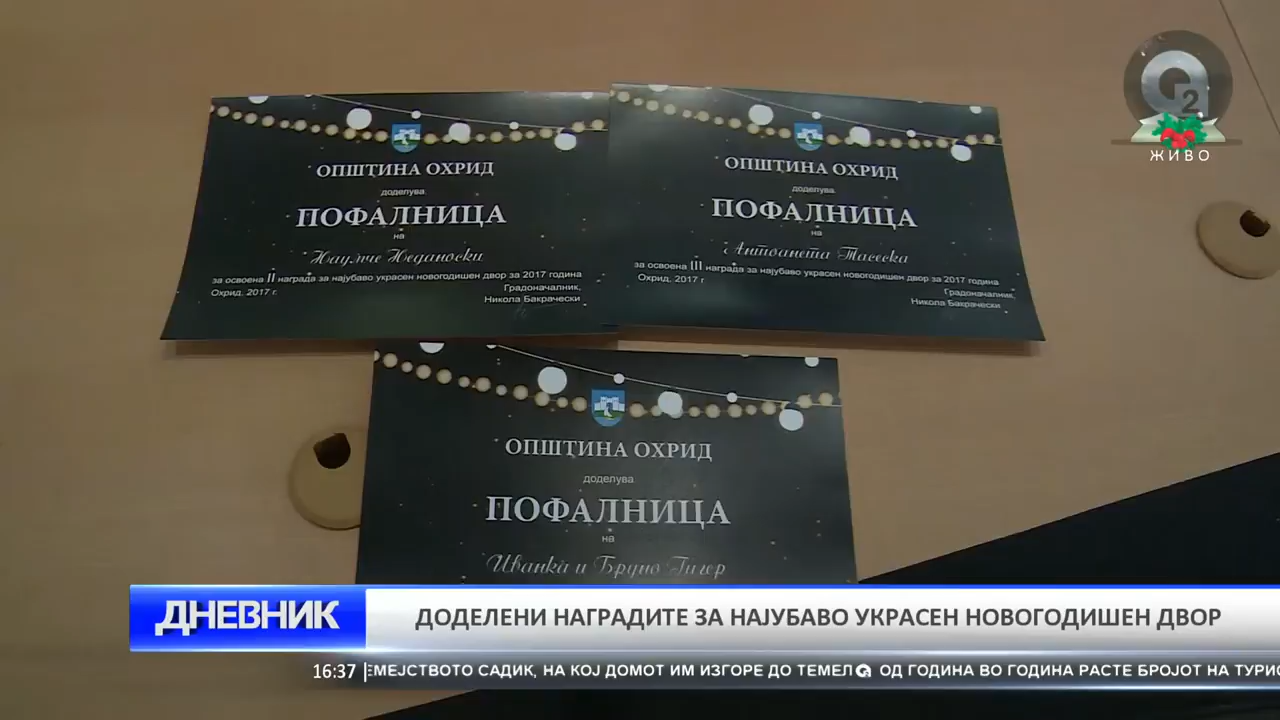 2
ЖИВО
ОПШТИНА ОХРИД
доделува
ПОФАЛНИЦА
на
Наумче Неданоски
за освоена II награда за најубаво украсен новогодишен двор за 2017 година
Охрид, 2017 г.
Градоначалник,
Никола Бакрачески
ОПШТИНА ОХРИД
доделува
ПОФАЛНИЦА
на
Антоанета Тасеска
за освоена III награда за најубаво украсен новогодишен двор за 2017 година
Охрид, 2017 г.
Градоначалник,
Никола Бакрачески
ОПШТИНА ОХРИД
доделува
ПОФАЛНИЦА
на
Иванка и Бруно Гигер
ДНЕВНИК
ДОДЕЛЕНИ НАГРАДИТЕ ЗА НАЈУБАВО УКРАСЕН НОВОГОДИШЕН ДВОР
16:37 ЕМЕЈСТВОТО САДИК, НА КОЈ ДОМОТ ИМ ИЗГОРЕ ДО ТЕМЕЛ ОД ГОДИНА ВО ГОДИНА РАСТЕ БРОЈОТ НА ТУРИС